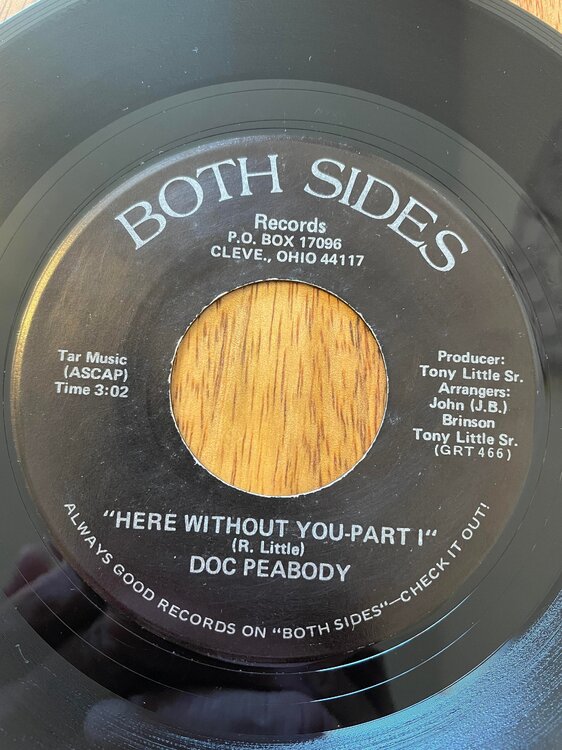 BOTH SIDES
Records
P.O. BOX 17096
CLEVE., OHIO 44117
Tar Music
(ASCAP)
Time 3:02
Producer:
Tony Little Sr.
Arrangers:
John (J.B.)
Brinson
Tony Little Sr.
(GRT 466)
"HERE WITHOUT YOU-PART I"
(R. Little)
DOC PEABODY
ALWAYS GOOD RECORDS ON "BOTH SIDES"—CHECK IT OUT!